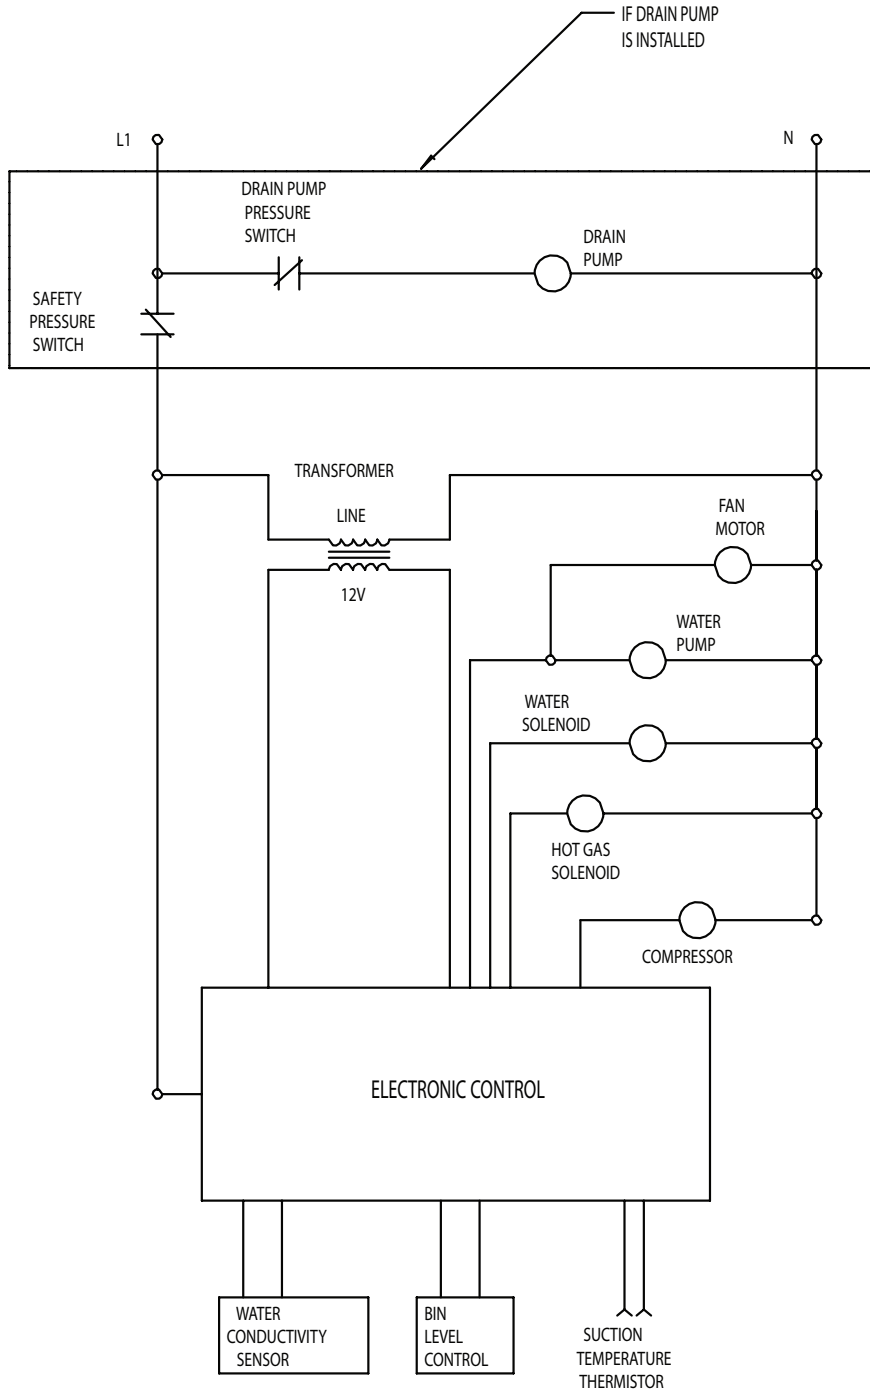 IF DRAIN PUMP
IS INSTALLED
L1
N
DRAIN PUMP
PRESSURE
SWITCH
DRAIN
PUMP
SAFETY
PRESSURE
SWITCH
TRANSFORMER
LINE
12V
FAN
MOTOR
WATER
PUMP
WATER
SOLENOID
HOT GAS
SOLENOID
COMPRESSOR
ELECTRONIC CONTROL
WATER
CONDUCTIVITY
SENSOR
BIN
LEVEL
CONTROL
SUCTION
TEMPERATURE
THERMISTOR